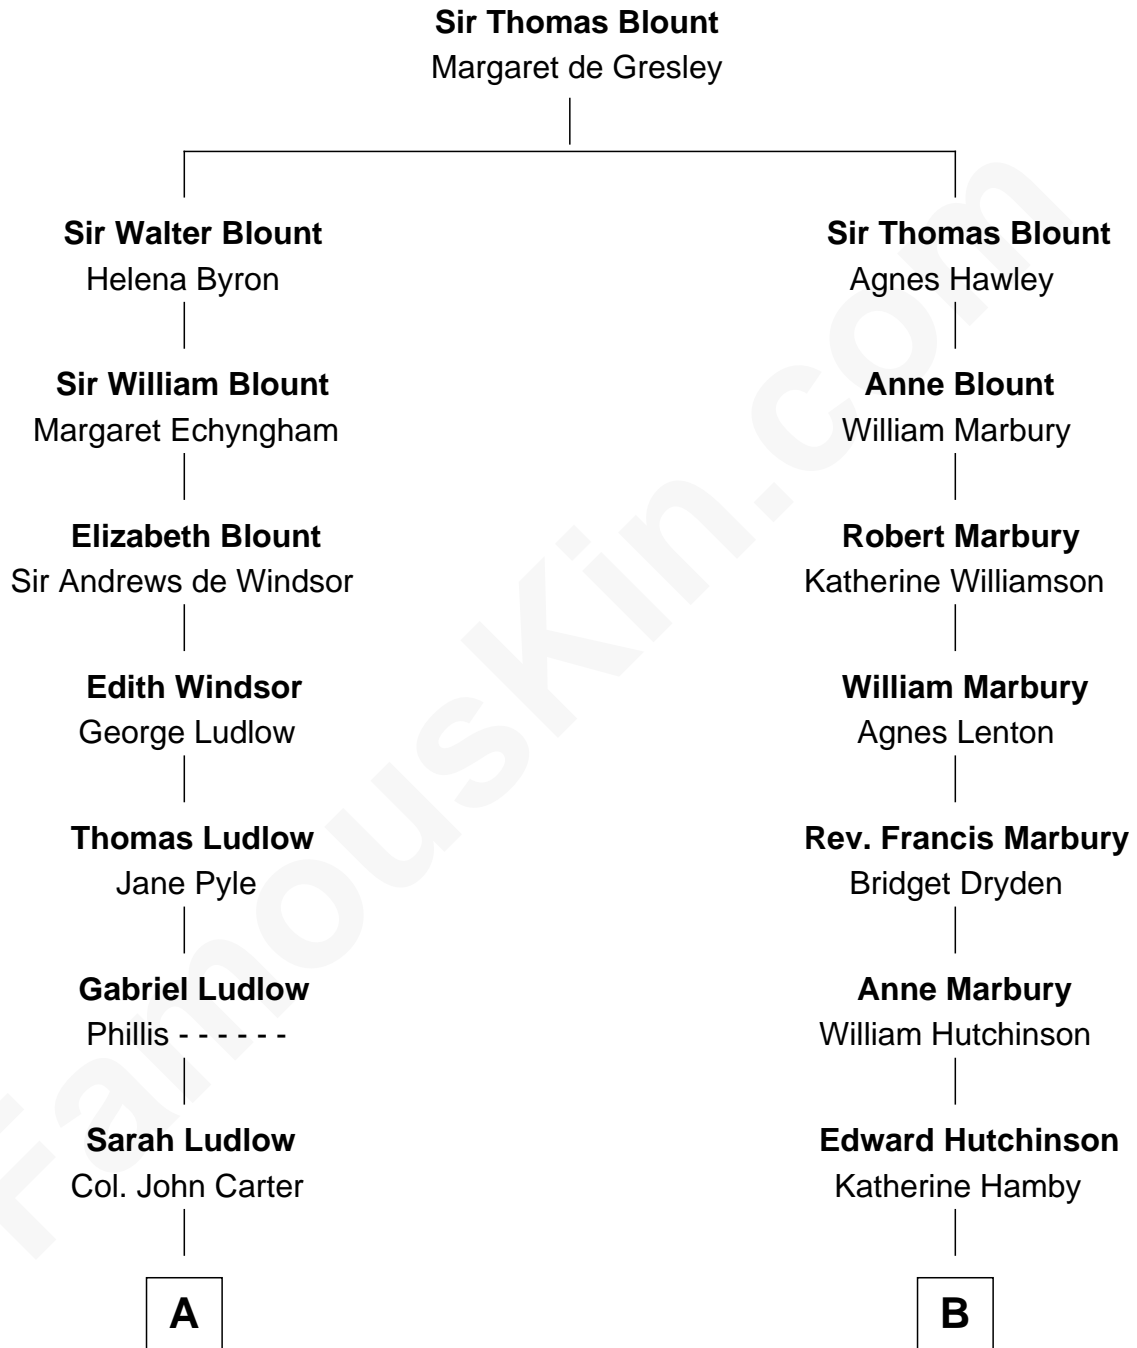 Sir Thomas Blount
Margaret de Gresley
Sir Walter Blount
Helena Byron
Sir William Blount
Margaret Echyngham
Elizabeth Blount
Sir Andrews de Windsor
Edith Windsor
George Ludlow
Thomas Ludlow
Jane Pyle
Gabriel Ludlow
Phillis - - - - - -
Sarah Ludlow
Col. John Carter
A
Sir Thomas Blount
Agnes Hawley
Anne Blount
William Marbury
Robert Marbury
Katherine Williamson
William Marbury
Agnes Lenton
Rev. Francis Marbury
Bridget Dryden
Anne Marbury
William Hutchinson
Edward Hutchinson
Katherine Hamby
B
FamousKin.com